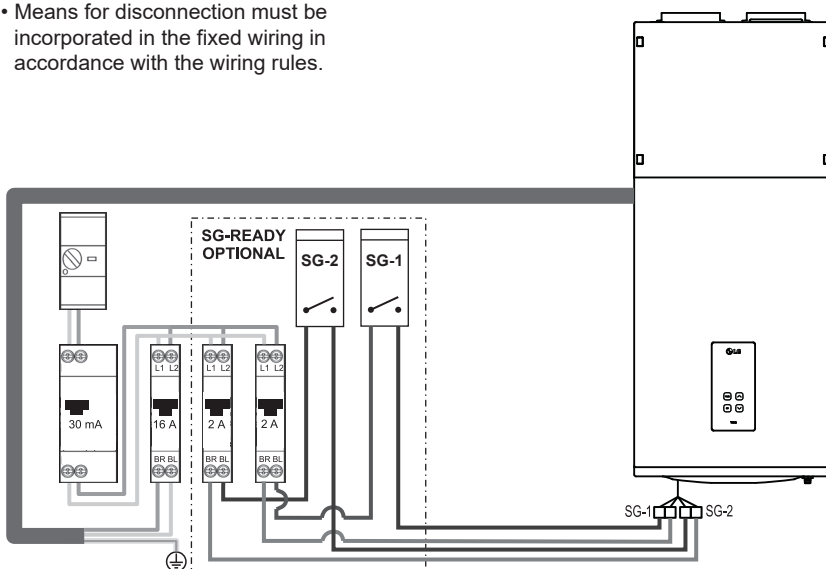 • Means for disconnection must be
incorporated in the fixed wiring in
accordance with the wiring rules.
SG-READY
OPTIONAL
SG-2
SG-1
L1 L2
L1 L2
L1 L2
30 mA
16 A
2 A
2 A
BR BL
BR BL
BR BL
LG
SG-1
SG-2